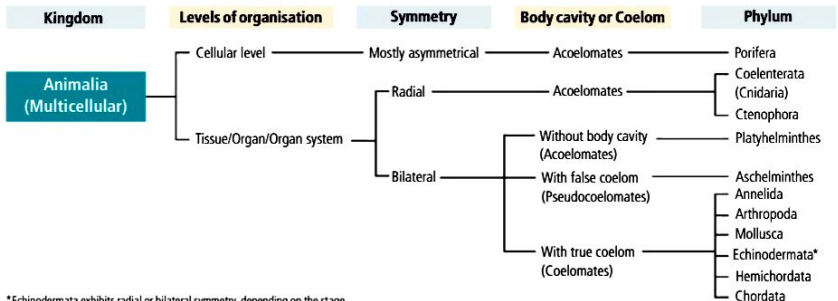 Kingdom Levels of organisation Symmetry Body cavity or Coelom Phylum
Cellular level Mostly asymmetrical Acoelomates Porifera
Animalia
(Multicellular)
Radial Acoelomates Coelenterata
(Cnidaria)
Ctenophora
Tissue/Organ/Organ system
Without body cavity
(Acoelomates)
Platyhelminthes
Bilateral
With false coelom
(Pseudocoelomates)
Aschelminthes
With true coelom
(Coelomates)
Annelida
Arthropoda
Mollusca
Echinodermata*
Hemichordata
Chordata
*Echinodermata exhibits radial or bilateral symmetry depending on the stage